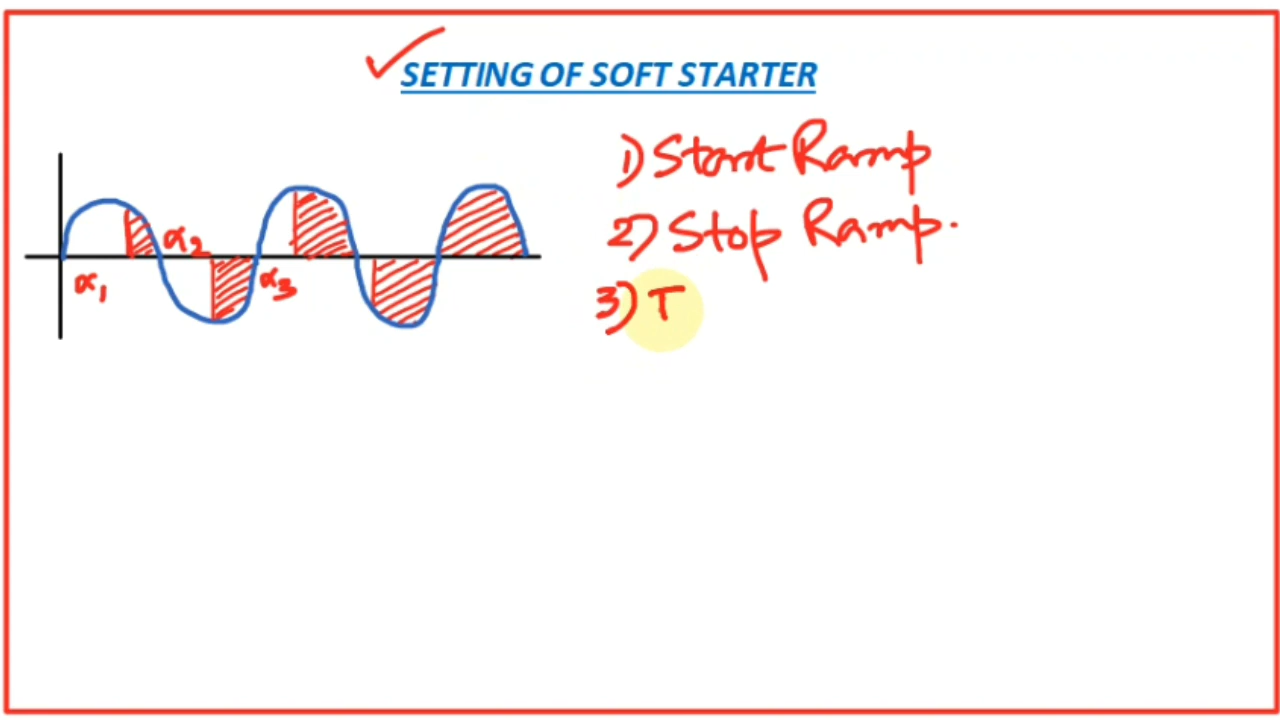 SETTING OF SOFT STARTER
1) Start Ramp
2) Stop Ramp.
3) T
α1
α2
α3